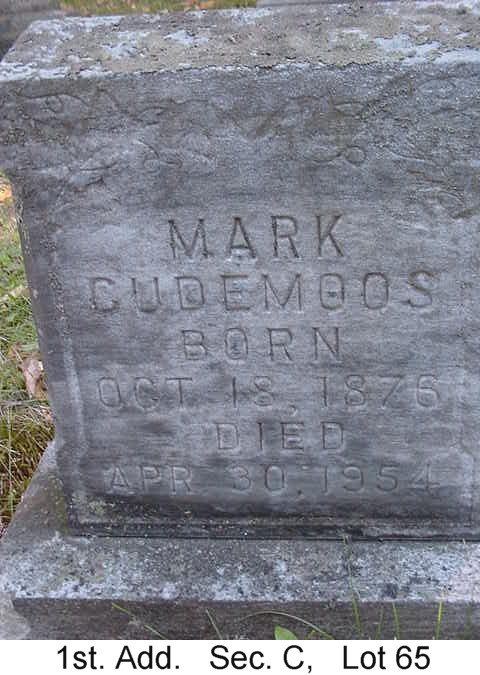 MARK
CUDEMOOS
BORN
OCT 18, 1876
DIED
APR. 30, 1954
1st. Add. Sec. C, Lot 65